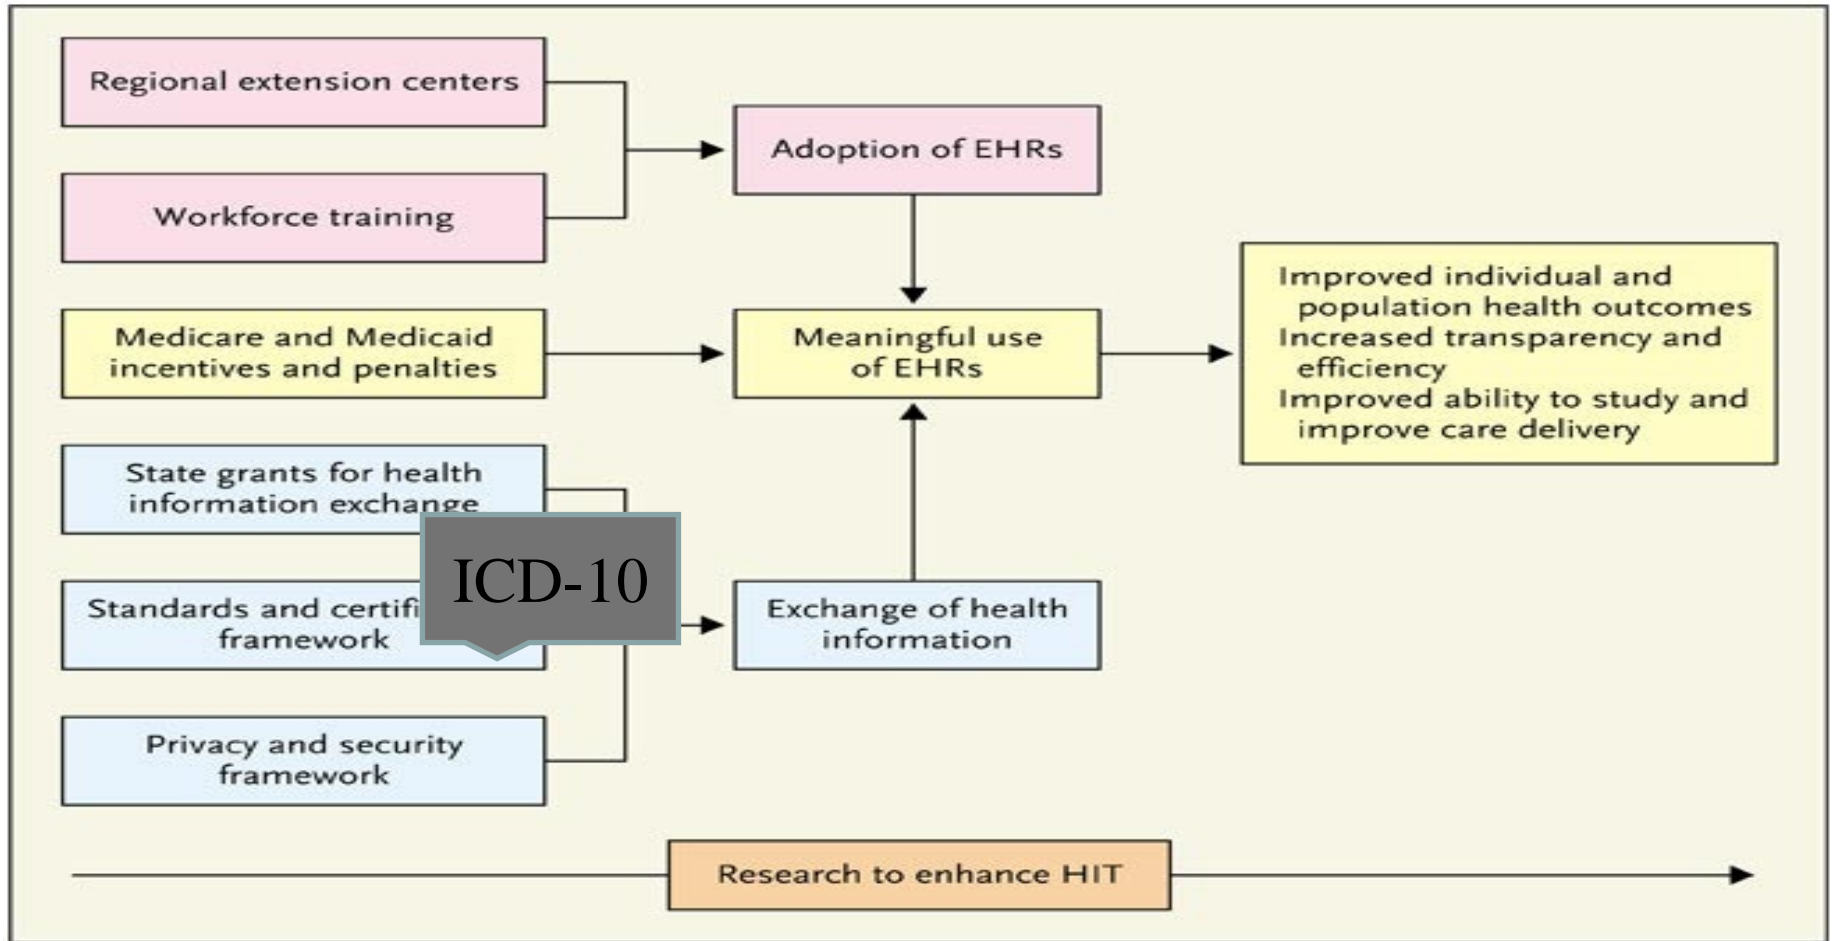 Regional extension centers
Workforce training
Adoption of EHRs
Medicare and Medicaid
incentives and penalties
Meaningful use
of EHRs
Improved individual and
population health outcomes
Increased transparency and
efficiency
Improved ability to study and
improve care delivery
State grants for health
information exchange
ICD-10
Standards and
framework
Exchange of health
information
Privacy and security
framework
Research to enhance HIT